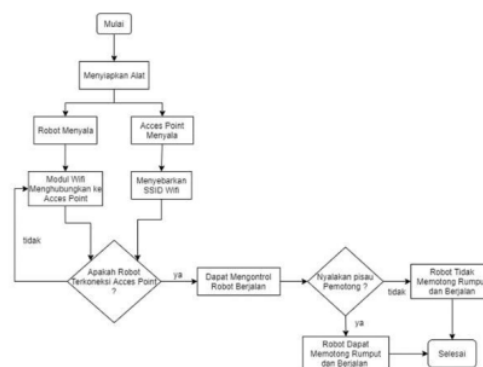 Mulai
Menyiapkan Alat
Robot Menyala
Acces Point
Menyala
Modul Wifi
Menghubungkan ke
Acces Point
Menyebarkan
SSID Wifi
tidak
Apakah Robot
Terkoneksi Acces Point
?
ya
Dapat Mengontrol
Robot Berjalan
Nyalakan pisau
Pemotong ?
tidak
Robot Tidak
Memotong Rumput
dan Berjalan
ya
Robot Dapat
Memotong Rumput
dan Berjalan
Selesai